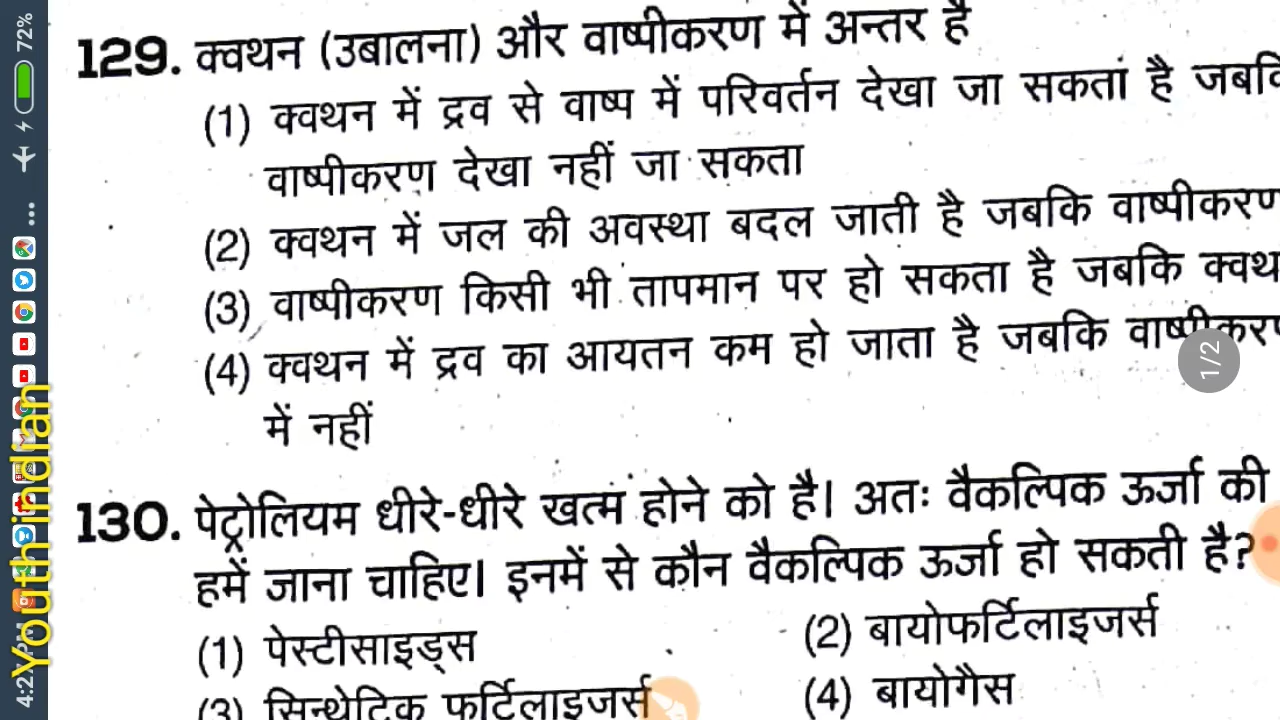 129. क्वथन (उबालना) और वाष्पीकरण में अन्तर है
(1) क्वथन में द्रव से वाष्प में परिवर्तन देखा जा सकता है
वाष्पीकरण देखा नहीं जा सकता
(2) क्वथन में जल की अवस्था बदल जाती है जबकि वाष्पीकरण
(3) वाष्पीकरण किसी भी तापमान पर हो सकता है जबकि
(4) क्वथन में द्रव का आयतन कम हो जाता है जबकि
में नहीं
130. पेट्रोलियम धीरे-धीरे खत्म होने को है। अतः वैकल्पिक ऊर्जा की
हमें जाना चाहिए। इनमें से कौन वैकल्पिक ऊर्जा हो सकती है?
(1) पेस्टीसाइड्स (2) बायोफर्टिलाइजर्स
(3) सिन्थेटिक फर्टिलाइजर्स (4) बायोगैस
1/2
72%
Youth indian